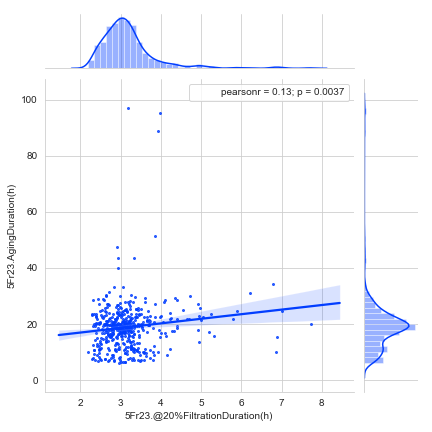 pearsonr = 0.13; p = 0.0037
100
80
60
40
20
0
5Fr23.AgingDuration(h)
2 3 4 5 6 7 8
5Fr23.@20%FiltrationDuration(h)